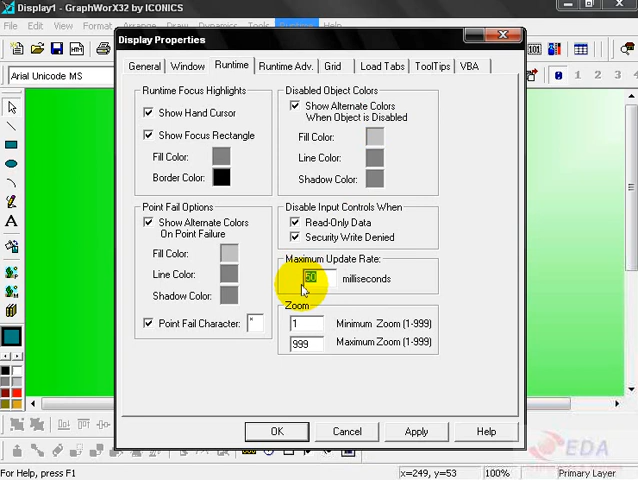 Display1 - GraphWorX32 by ICONICS
File Edit View Format Arrange Draw Dynamics Tools Help
Arial Unicode MS
Display Properties
General Window Runtime Runtime Adv. Grid Load Tabs ToolTips VBA
Runtime Focus Highlights
Show Hand Cursor
Show Focus Rectangle
Fill Color:
Border Color:
Disabled Object Colors
Show Alternate Colors
When Object is Disabled
Fill Color:
Line Color:
Shadow Color:
Point Fail Options
Show Alternate Colors
On Point Failure
Fill Color:
Line Color:
Shadow Color:
Point Fail Character: *
Disable Input Controls When
Read-Only Data
Security Write Denied
Maximum Update Rate:
50 milliseconds
Zoom
1 Minimum Zoom (1-999)
999 Maximum Zoom (1-999)
OK Cancel Apply Help
EDA
For Help, press F1
x=249, y=53 100% Primary Layer